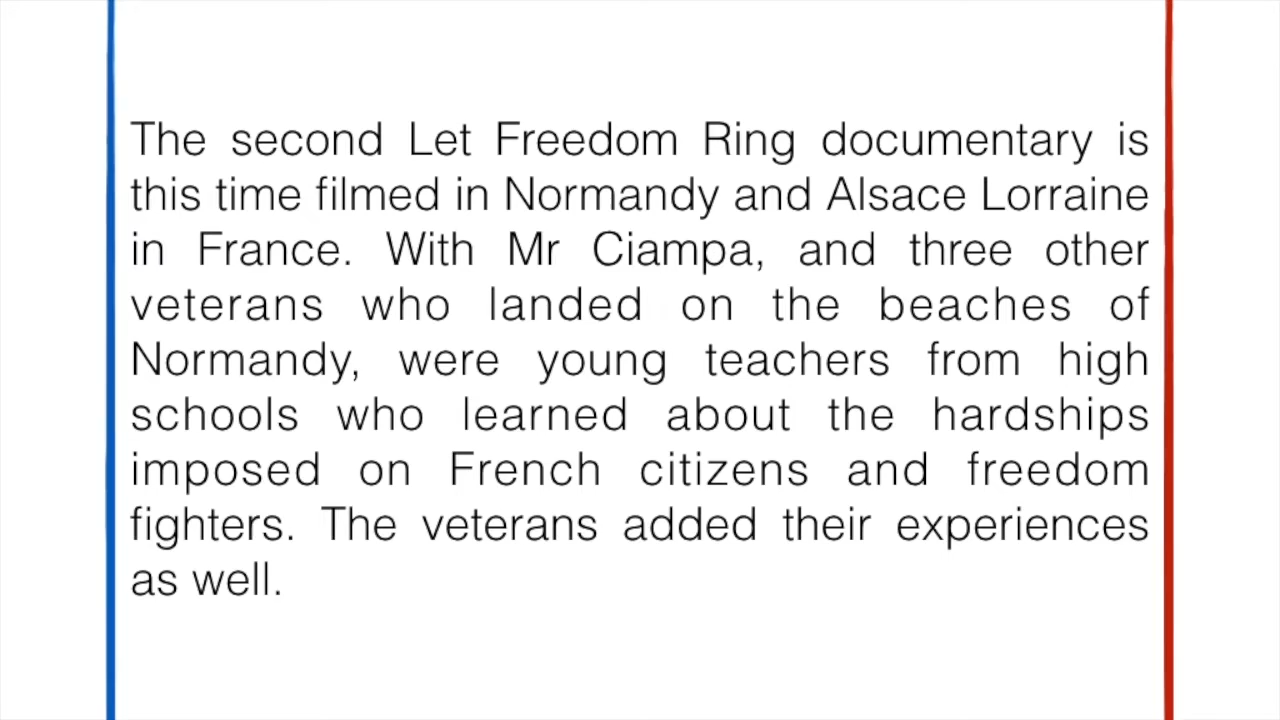 The second Let Freedom Ring documentary is
this time filmed in Normandy and Alsace Lorraine
in France. With Mr Ciampa, and three other
veterans who landed on the beaches of
Normandy, were young teachers from high
schools who learned about the hardships
imposed on French citizens and freedom
fighters. The veterans added their experiences
as well.